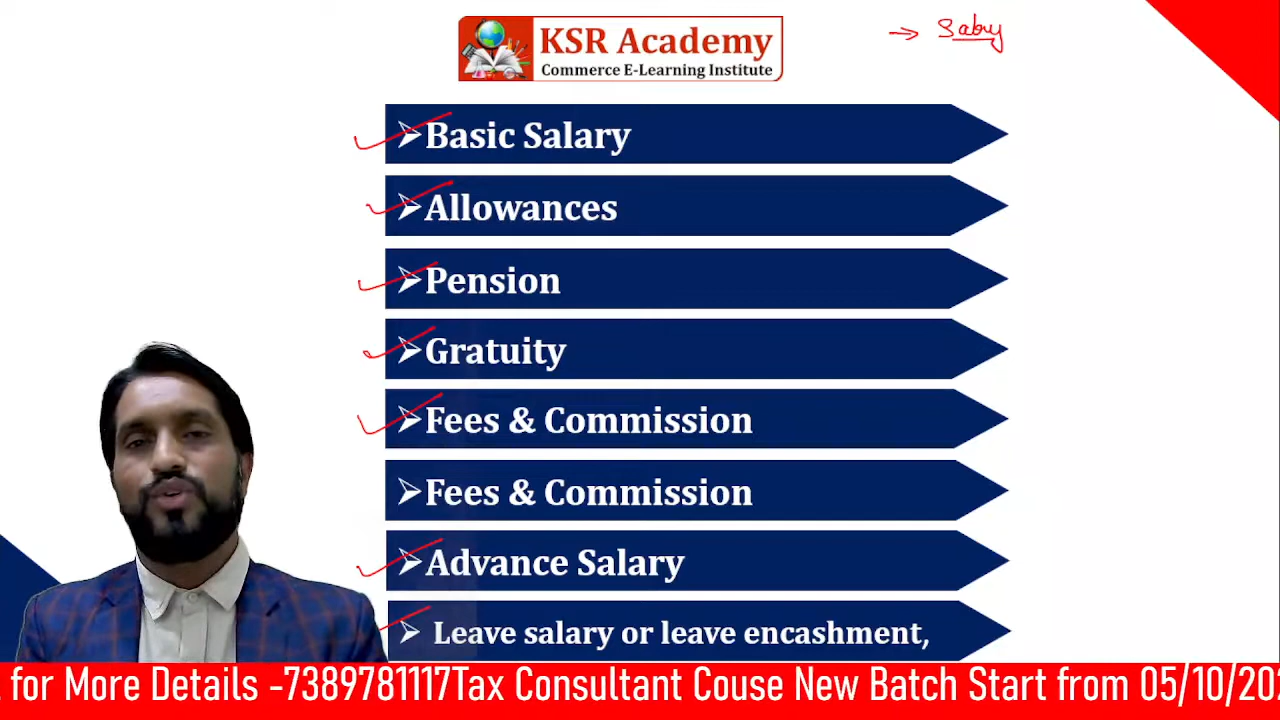 KSR Academy
Commerce E-Learning Institute
Basic Salary
Allowances
Pension
Gratuity
Fees & Commission
Fees & Commission
Advance Salary
Leave salary or leave encashment,
for More Details -7389781117Tax Consultant Couse New Batch Start from 05/10/20